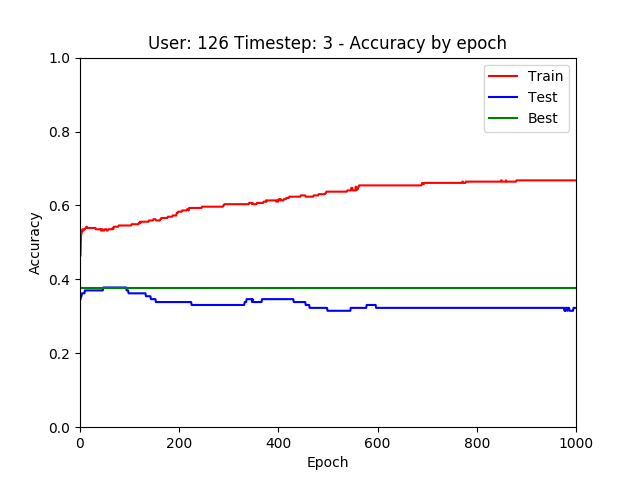 User: 126 Timestep: 3 - Accuracy by epoch
1.0
0.8
0.6
0.4
0.2
0.0
Accuracy
Train
Test
Best
0 200 400 600 800 1000
Epoch